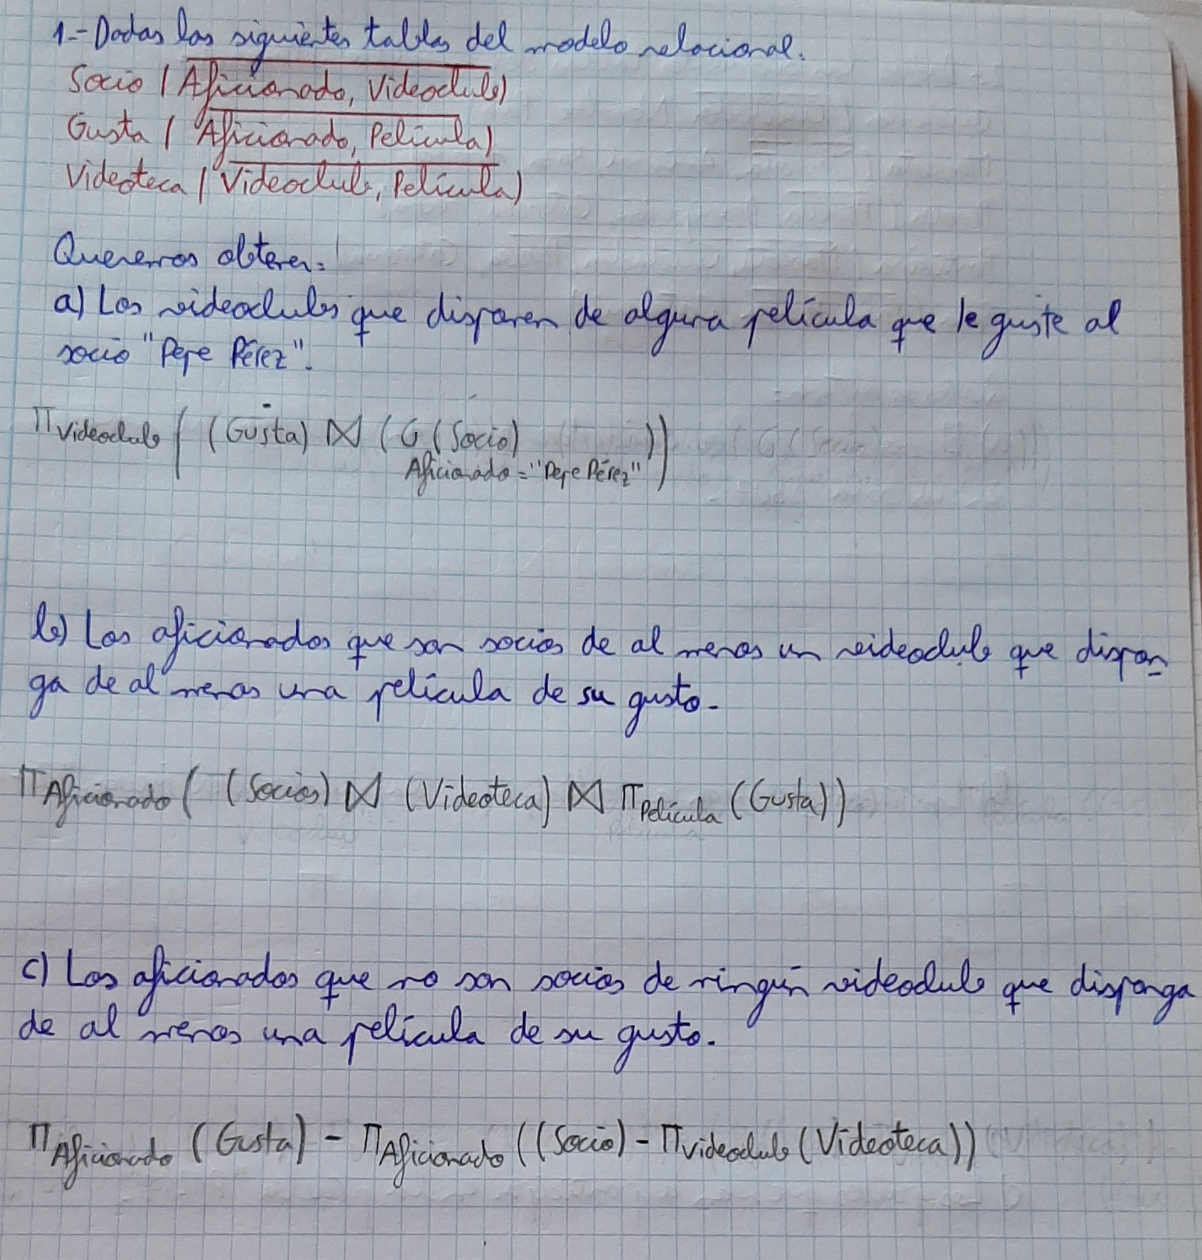 1.-Dadas las siguientes tablas del modelo relacional.
Socio (Aficionado, Videoclub)
Gusta (Aficionado, Película)
Videoteca (Videoclub, Película)
Queremos obtener:
a) Los videoclubs que disponen de alguna película que le guste al
socio "Pepe Pérez".
Π Videoclub ( (Gusta) ⋈ (G (Socio) ))
Aficionado = "Pepe Pérez"
b) Los aficionados que son socios de al menos un videoclub que dispon-
ga de al menos una película de su gusto.
Π Aficionado ( (Socios) ⋈ (Videoteca) ⋈ Π Película (Gusta))
c) Los aficionados que no son socios de ningún videoclub que disponga
de al menos una película de su gusto.
Π Aficionado (Gusta) - Π Aficionado ((Socio) - Π Videoclub (Videoteca))